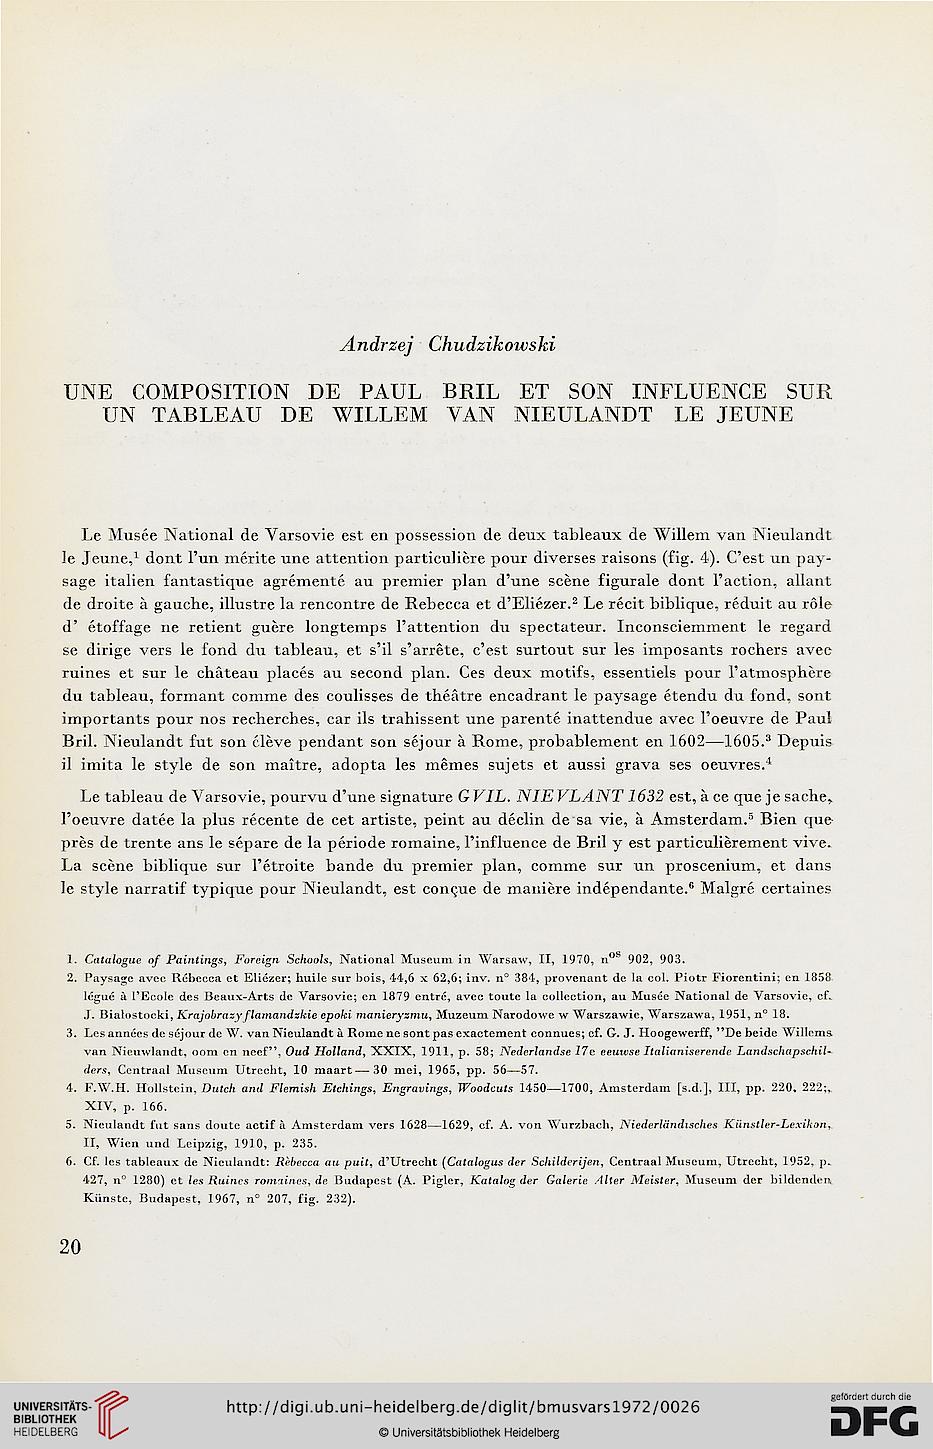 Andrzej Chudzikowski
UNE COMPOSITION DE PAUL BRIL ET SON INFLUENCE SUR
UN TABLEAU DE WILLEM VAN NIEULANDT LE JEUNE
Le Musée National de Varsovie est en possession de deux tableaux de Willem van Nieulandt
le Jeune,¹ dont l'un mérite une attention particulière pour diverses raisons (fig. 4). C'est un pay-
sage italien fantastique agrémenté au premier plan d'une scène figurale dont l'action, allant
de droite à gauche, illustre la rencontre de Rebecca et d'Eliézer.² Le récit biblique, réduit au rôle
d' étoffage ne retient guère longtemps l'attention du spectateur. Inconsciemment le regard
se dirige vers le fond du tableau, et s'il s'arrête, c'est surtout sur les imposants rochers avec
ruines et sur le château placés au second plan. Ces deux motifs, essentiels pour l'atmosphère
du tableau, formant comme des coulisses de théâtre encadrant le paysage étendu du fond, sont
importants pour nos recherches, car ils trahissent une parenté inattendue avec l'oeuvre de Paul
Bril. Nieulandt fut son élève pendant son séjour à Rome, probablement en 1602—1605.³ Depuis
il imita le style de son maître, adopta les mêmes sujets et aussi grava ses oeuvres.⁴
Le tableau de Varsovie, pourvu d'une signature GVIL. NIEVLANT 1632 est, à ce que je sache,
l'oeuvre datée la plus récente de cet artiste, peint au déclin de sa vie, à Amsterdam.⁵ Bien que
près de trente ans le sépare de la période romaine, l'influence de Bril y est particulièrement vive.
La scène biblique sur l'étroite bande du premier plan, comme sur un proscenium, et dans
le style narratif typique pour Nieulandt, est conçue de manière indépendante.⁶ Malgré certaines
1. Catalogue of Paintings, Foreign Schools, National Museum in Warsaw, II, 1970, nos 902, 903.
2. Paysage avec Rébecca et Eliézer; huile sur bois, 44,6 x 62,6; inv. n° 384, provenant de la col. Piotr Fiorentini; en 1858
légué à l'Ecole des Beaux-Arts de Varsovie; en 1879 entré, avec toute la collection, au Musée National de Varsovie, cf.
J. Białostocki, Krajobrazy flamandzkie epoki manieryzmu, Muzeum Narodowe w Warszawie, Warszawa, 1951, n° 18.
3. Les années de séjour de W. van Nieulandt à Rome ne sont pas exactement connues; cf. G. J. Hoogewerff, "De beide Willems
van Nieuwlandt, oom en neef", Oud Holland, XXIX, 1911, p. 58; Nederlandse 17e eeuwse Italianiserende Landschapschil-
ders, Centraal Museum Utrecht, 10 maart — 30 mei, 1965, pp. 56—57.
4. F.W.H. Hollstein, Dutch and Flemish Etchings, Engravings, Woodcuts 1450—1700, Amsterdam [s.d.], III, pp. 220, 222;
XIV, p. 166.
5. Nieulandt fut sans doute actif à Amsterdam vers 1628—1629, cf. A. von Wurzbach, Niederländisches Künstler-Lexikon,
II, Wien und Leipzig, 1910, p. 235.
6. Cf. les tableaux de Nieulandt: Rèbecca au puit, d'Utrecht (Catalogus der Schilderijen, Centraal Museum, Utrecht, 1952, p.
427, n° 1280) et les Ruines romaines, de Budapest (A. Pigler, Katalog der Galerie Alter Meister, Museum der bildenden
Künste, Budapest, 1967, n° 207, fig. 232).
20
UNIVERSITÄTS-
BIBLIOTHEK
HEIDELBERG
http://digi.ub.uni-heidelberg.de/diglit/bmusvars1972/0026
© Universitätsbibliothek Heidelberg
gefördert durch die
DFG